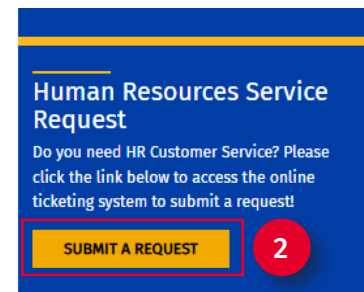 Human Resources Service
Request
Do you need HR Customer Service? Please
click the link below to access the online
ticketing system to submit a request!
SUBMIT A REQUEST
2